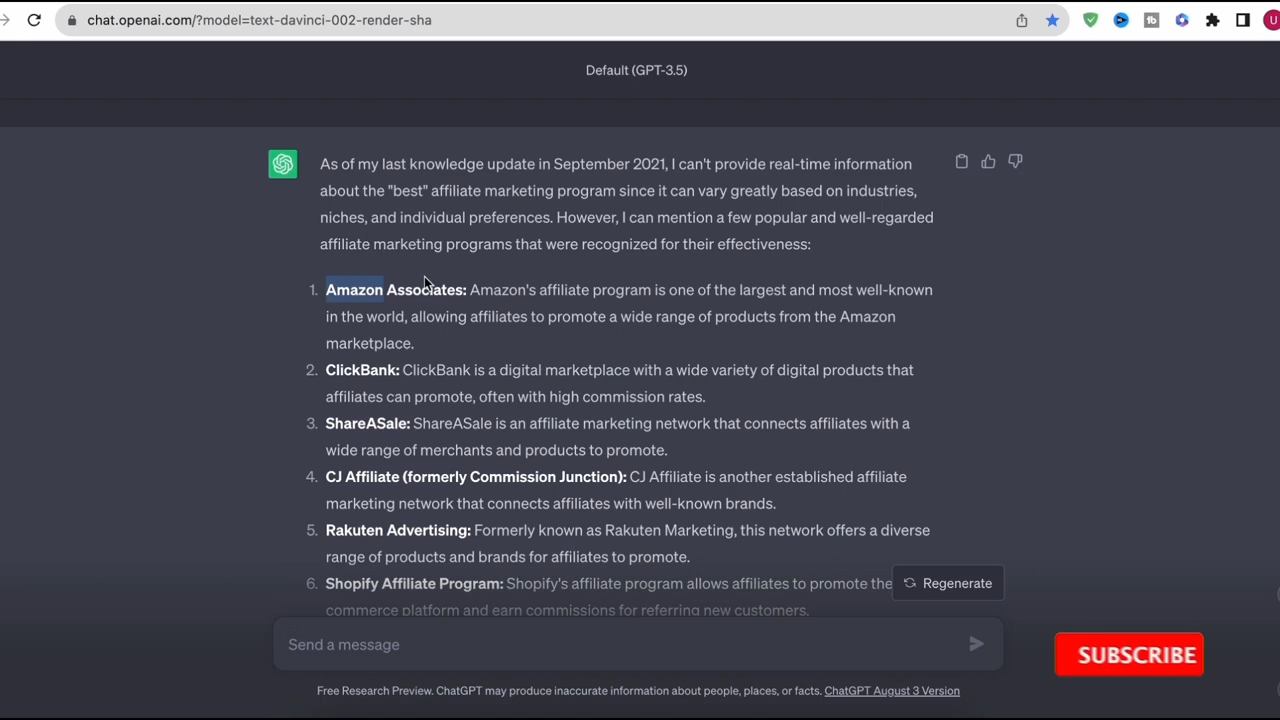 chat.openai.com/?model=text-davinci-002-render-sha
U
Default (GPT-3.5)
As of my last knowledge update in September 2021, I can't provide real-time information
about the "best" affiliate marketing program since it can vary greatly based on industries,
niches, and individual preferences. However, I can mention a few popular and well-regarded
affiliate marketing programs that were recognized for their effectiveness:
1. Amazon Associates: Amazon's affiliate program is one of the largest and most well-known
in the world, allowing affiliates to promote a wide range of products from the Amazon
marketplace.
2. ClickBank: ClickBank is a digital marketplace with a wide variety of digital products that
affiliates can promote, often with high commission rates.
3. ShareASale: ShareASale is an affiliate marketing network that connects affiliates with a
wide range of merchants and products to promote.
4. CJ Affiliate (formerly Commission Junction): CJ Affiliate is another established affiliate
marketing network that connects affiliates with well-known brands.
5. Rakuten Advertising: Formerly known as Rakuten Marketing, this network offers a diverse
range of products and brands for affiliates to promote.
6. Shopify Affiliate Program: Shopify's affiliate program allows affiliates to promote the
commerce platform and earn commissions for referring new customers.
Regenerate
Send a message
SUBSCRIBE
Free Research Preview. ChatGPT may produce inaccurate information about people, places, or facts. ChatGPT August 3 Version